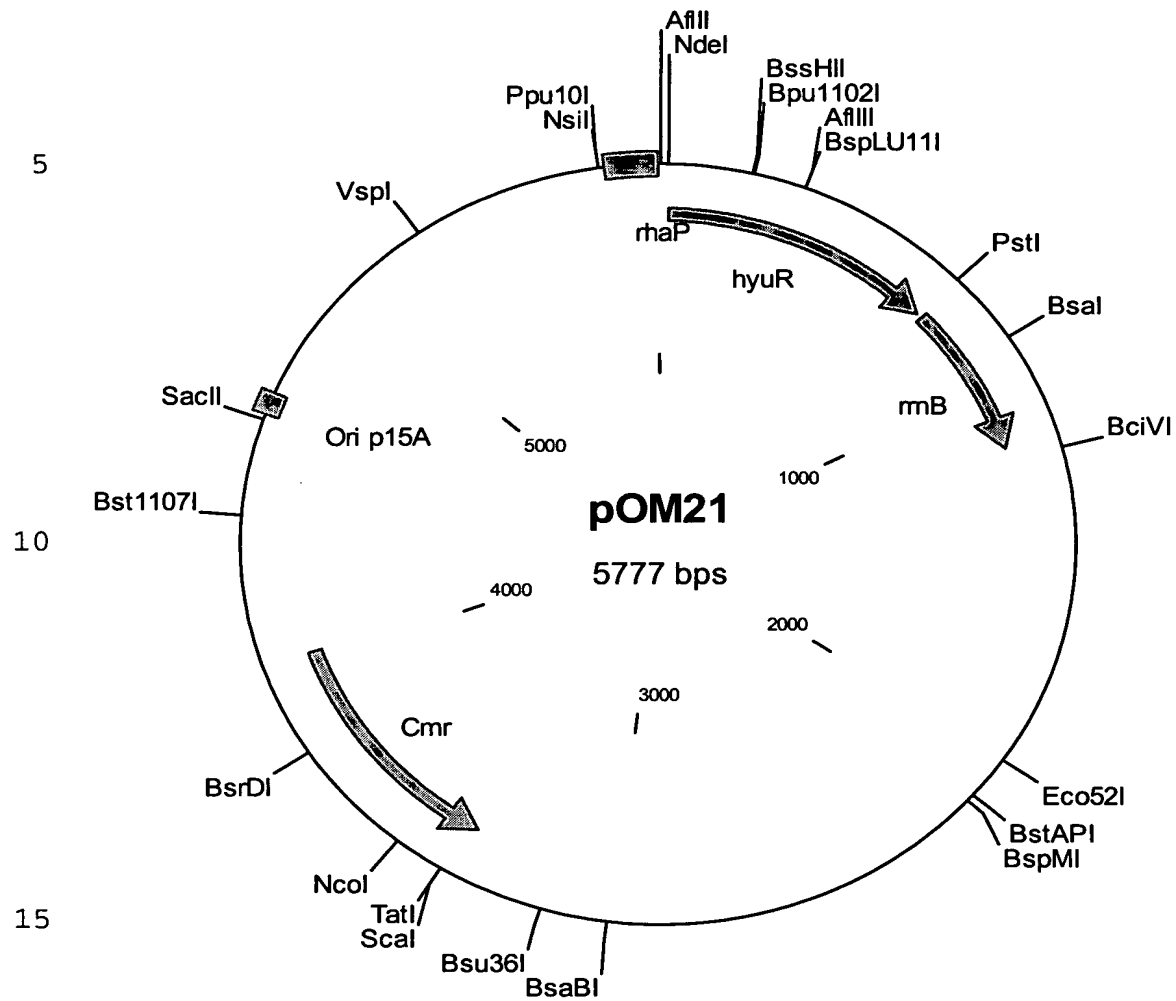 AflII
NdeI
BssHII
Bpu1102I
Ppu10I
NsiI
AflIII
BspLU11I
5
VspI
rhaP
PstI
hyuR
BsaI
SacII
rrnB
Ori p15A
BciVI
5000
1000
Bst1107I
pOM21
10
5777 bps
4000
2000
3000
Cmr
BsrDI
Eco52I
BstAPI
BspMI
NcoI
TatI
15
ScaI
Bsu36I
BsaBI